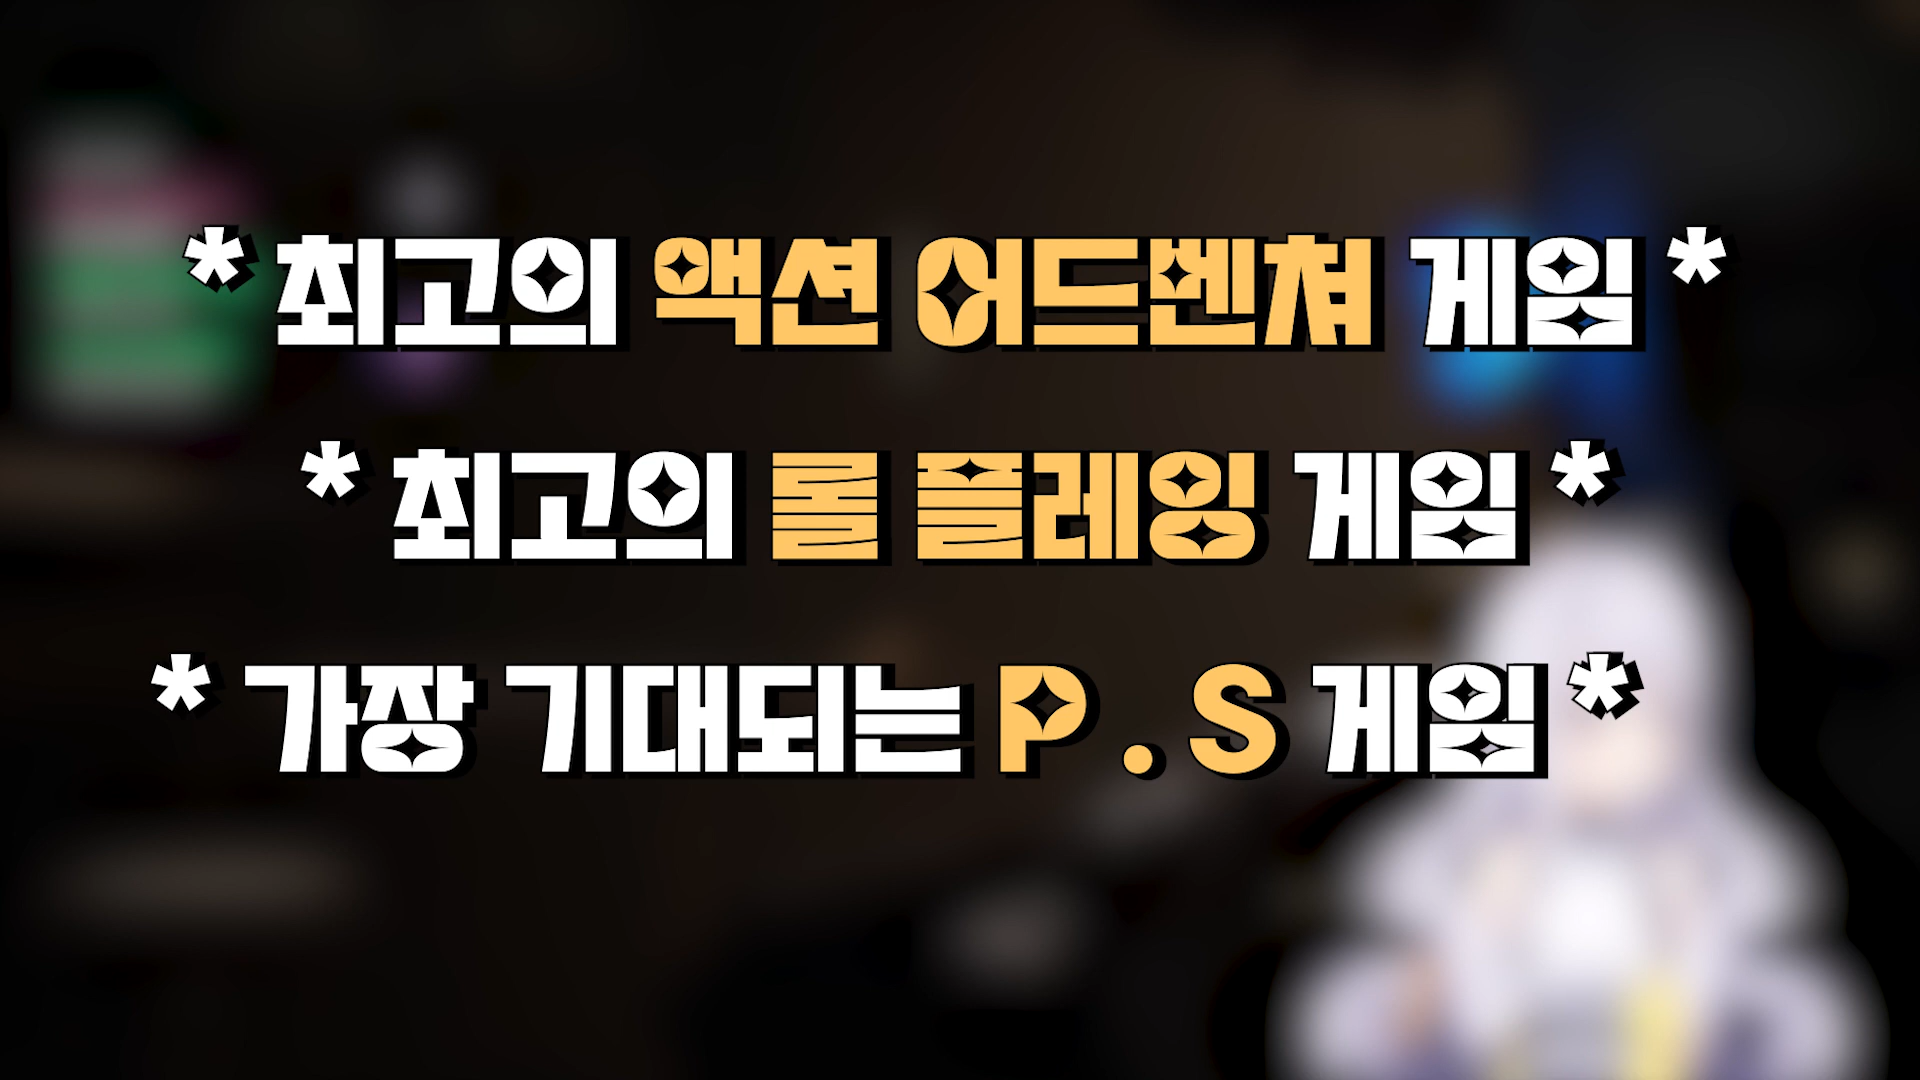 * 최고의 액션 어드벤쳐 게임 *
* 최고의 롤 플레잉 게임 *
* 가장 기대되는 P . S 게임 *